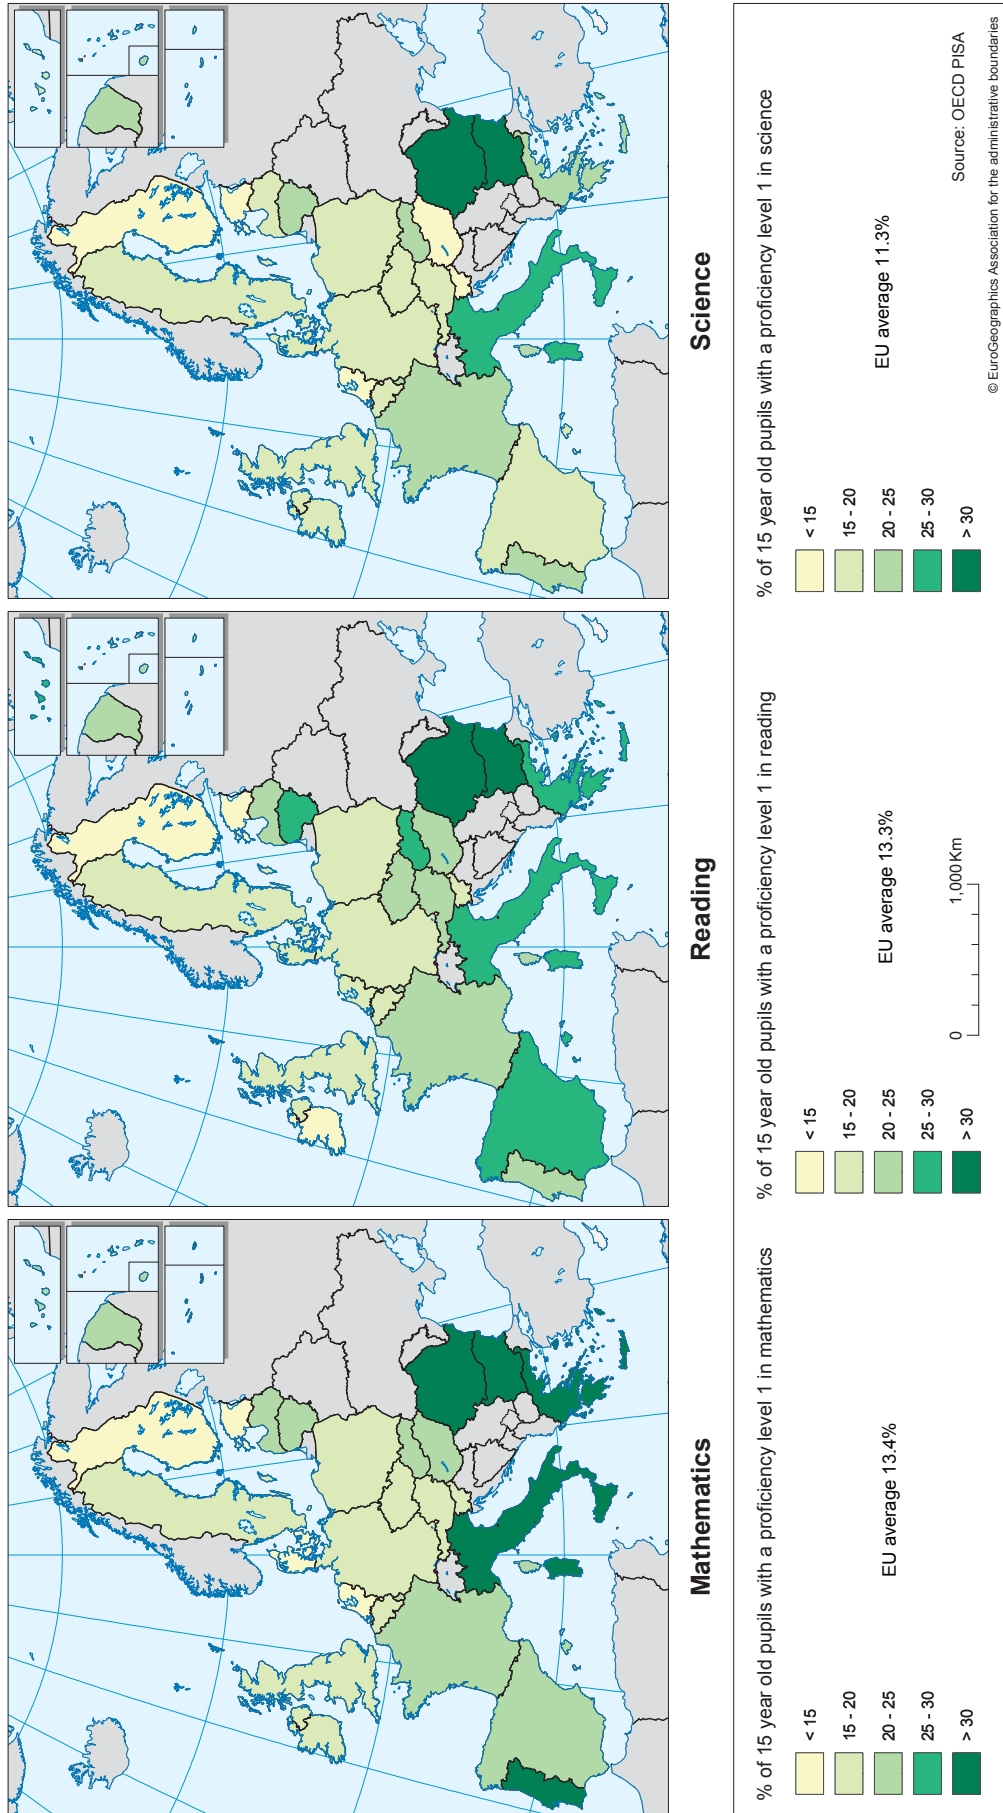 Mathematics
Reading
Science
% of 15 year old pupils with a proficiency level 1 in mathematics
< 15
15 - 20
20 - 25
25 - 30
> 30
EU average 13.4%
% of 15 year old pupils with a proficiency level 1 in reading
< 15
15 - 20
20 - 25
25 - 30
> 30
EU average 13.3%
0
1,000 Km
% of 15 year old pupils with a proficiency level 1 in science
< 15
15 - 20
20 - 25
25 - 30
> 30
EU average 11.3%
Source: OECD PISA
© EuroGeographics Association for the administrative boundaries